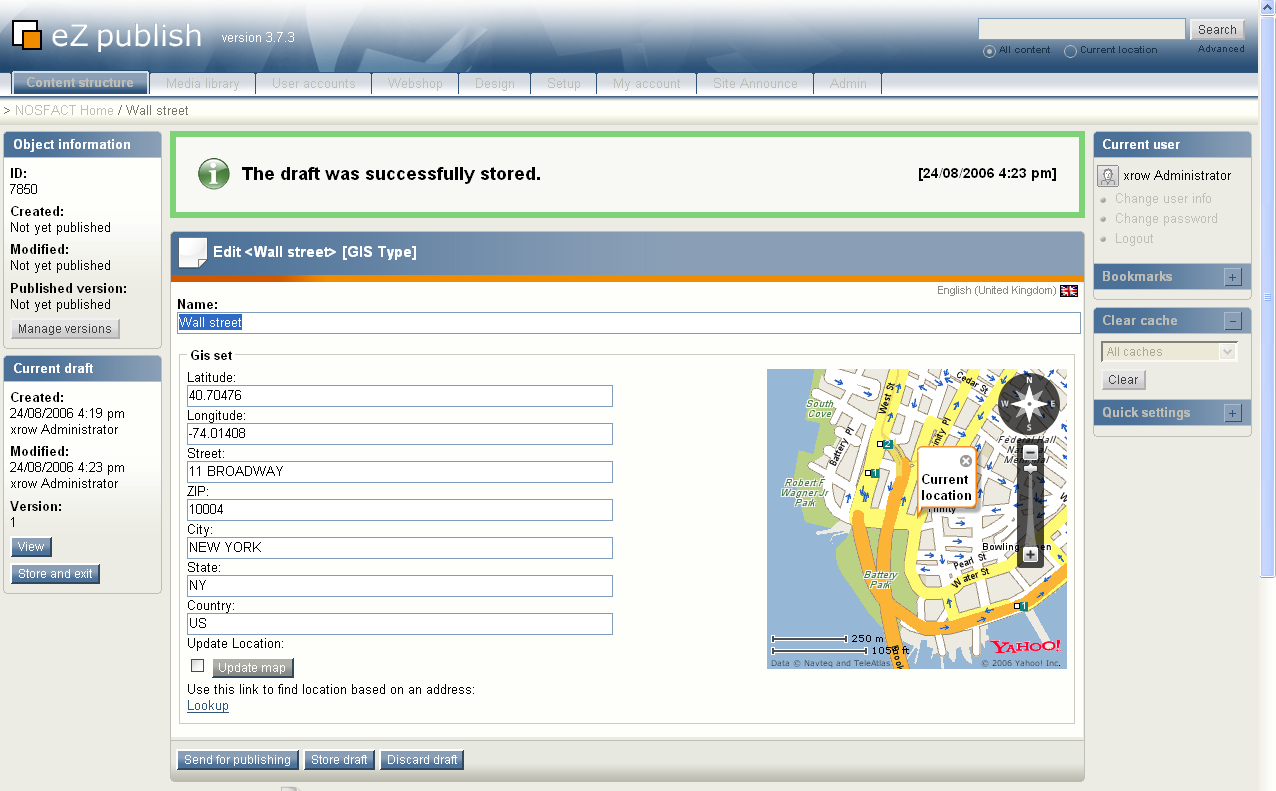 eZ publish version 3.7.3
Search
All content Current location Advanced
Content structure Media library User accounts Webshop Design Setup My account Site Announce Admin
> NOSFACT Home / Wall street
Object information
ID:
7850
Created:
Not yet published
Modified:
Not yet published
Published version:
Not yet published
Manage versions
Current draft
Created:
24/08/2006 4:19 pm
xrow Administrator
Modified:
24/08/2006 4:23 pm
xrow Administrator
Version:
1
View
Store and exit
The draft was successfully stored. [24/08/2006 4:23 pm]
Edit <Wall street> [GIS Type]
English (United Kingdom)
Name:
Wall street
Gis set
Latitude:
40.70476
Longitude:
-74.01408
Street:
11 BROADWAY
ZIP:
10004
City:
NEW YORK
State:
NY
Country:
US
Update Location:
Update map
Use this link to find location based on an address:
Lookup
West St
Cedar St
South
Cove
Battery Pl
Trinity Pl
N
W E
S
Federal Hall
National
Memorial
2
1
Robert F
Wagner Jr
Park
Current
location
Trinity
Bowling Green
Pearl St
Water St
Battery
Park
1
250 m
1050 ft
Brook
YAHOO!
Data © Navteq and TeleAtlas © 2006 Yahoo! Inc.
Send for publishing Store draft Discard draft
Current user
xrow Administrator
Change user info
Change password
Logout
Bookmarks +
Clear cache -
All caches
Clear
Quick settings +